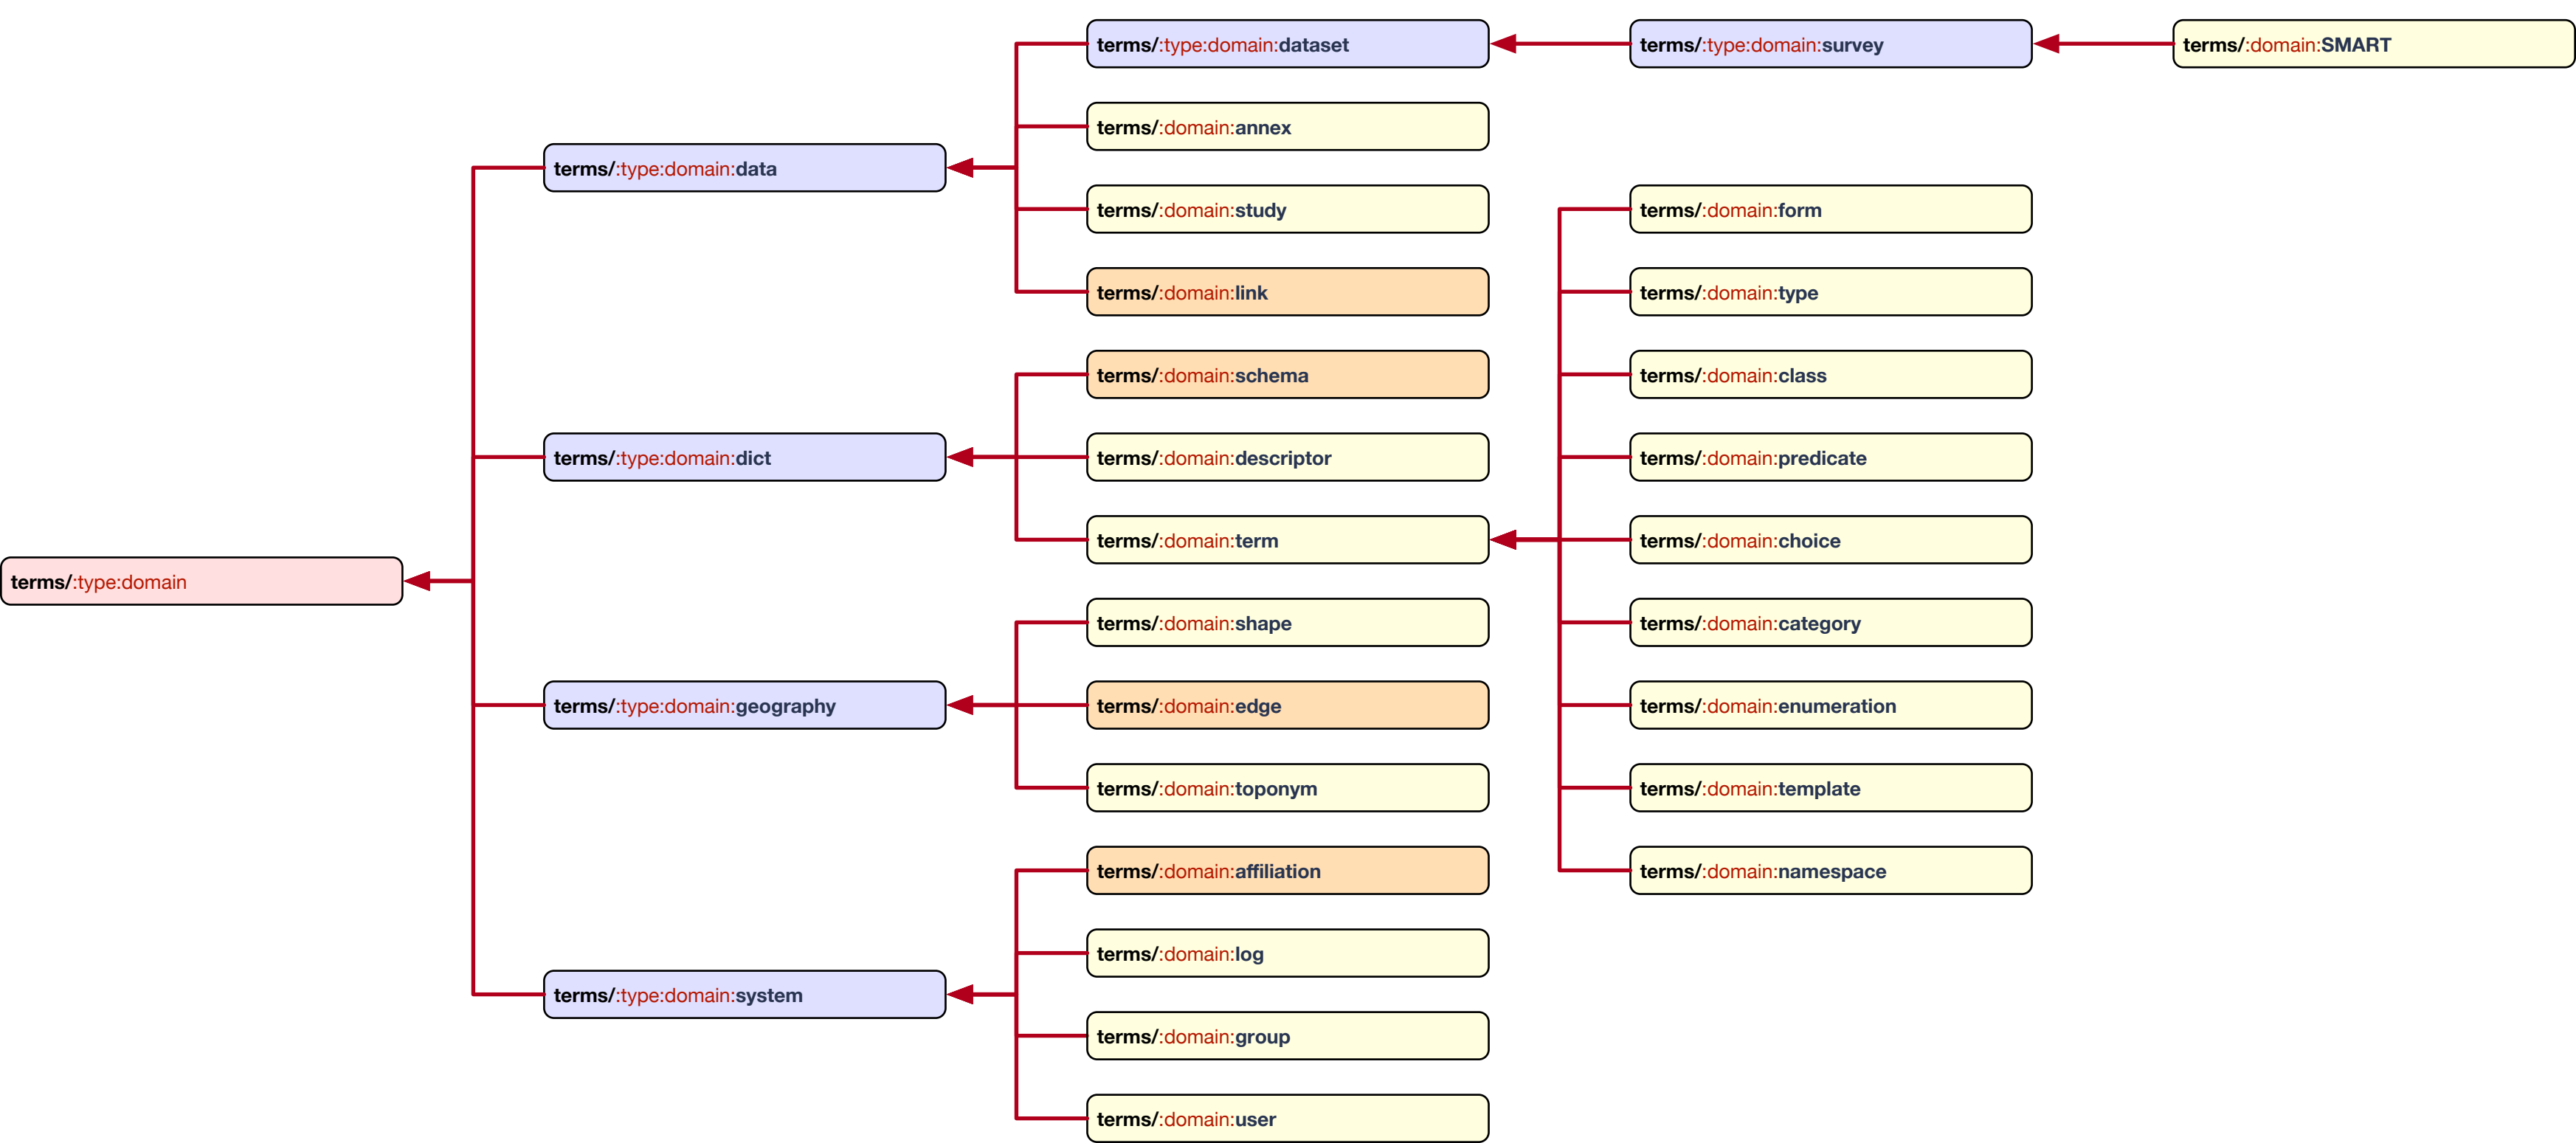 terms/:type:domain
terms/:type:domain:data
terms/:type:domain:dict
terms/:type:domain:geography
terms/:type:domain:system
terms/:type:domain:dataset
terms/:domain:annex
terms/:domain:study
terms/:domain:link
terms/:domain:schema
terms/:domain:descriptor
terms/:domain:term
terms/:domain:shape
terms/:domain:edge
terms/:domain:toponym
terms/:domain:affiliation
terms/:domain:log
terms/:domain:group
terms/:domain:user
terms/:type:domain:survey
terms/:domain:form
terms/:domain:type
terms/:domain:class
terms/:domain:predicate
terms/:domain:choice
terms/:domain:category
terms/:domain:enumeration
terms/:domain:template
terms/:domain:namespace
terms/:domain:SMART